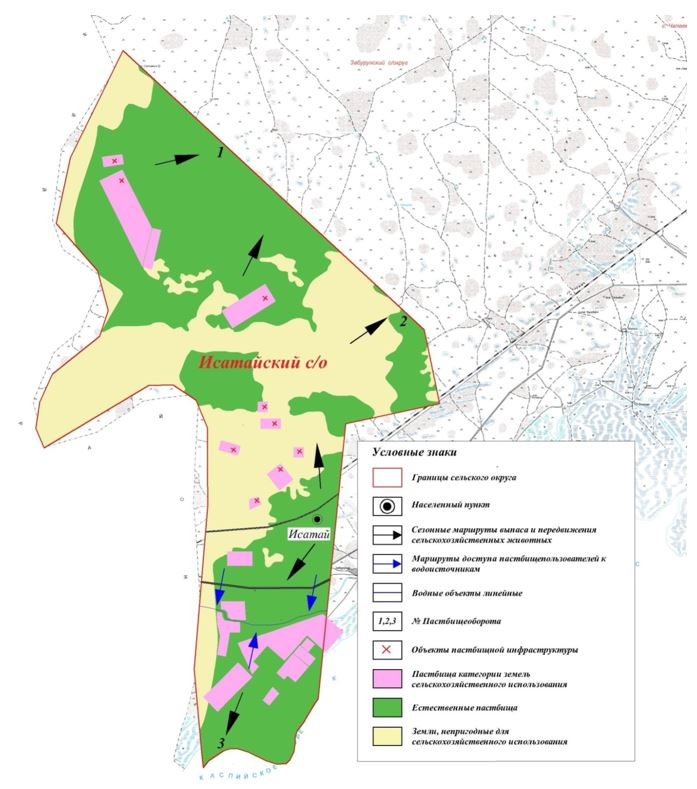 Забурунский с/округ
1
2
Исатайский с/о
Исатай
3
КАСПИЙСКОЕ
Условные знаки
Границы сельского округа
Населенный пункт
Сезонные маршруты выпаса и передвижения
сельскохозяйственных животных
Маршруты доступа пастбищепользователей к
водоисточникам
Водные объекты линейные
1,2,3
№ Пастбищеоборота
Объекты пастбищной инфраструктуры
Пастбища категории земель
сельскохозяйственного использования
Естественные пастбища
Земли, непригодные для
сельскохозяйственного использования